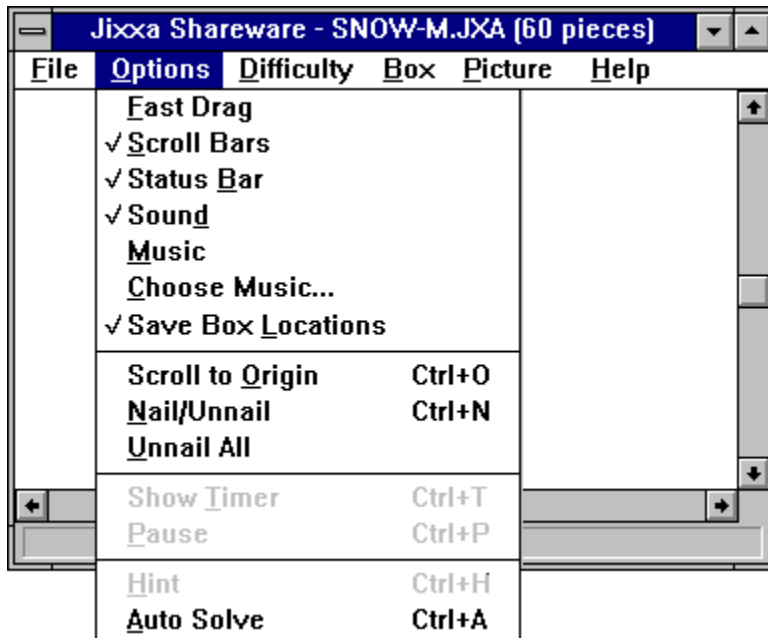 Jixxa Shareware - SNOW-M.JXA (60 pieces)
File Options Difficulty Box Picture Help
Fast Drag
✓ Scroll Bars
✓ Status Bar
✓ Sound
Music
Choose Music...
✓ Save Box Locations
Scroll to Origin Ctrl+O
Nail/Unnail Ctrl+N
Unnail All
Show Timer Ctrl+T
Pause Ctrl+P
Hint Ctrl+H
Auto Solve Ctrl+A